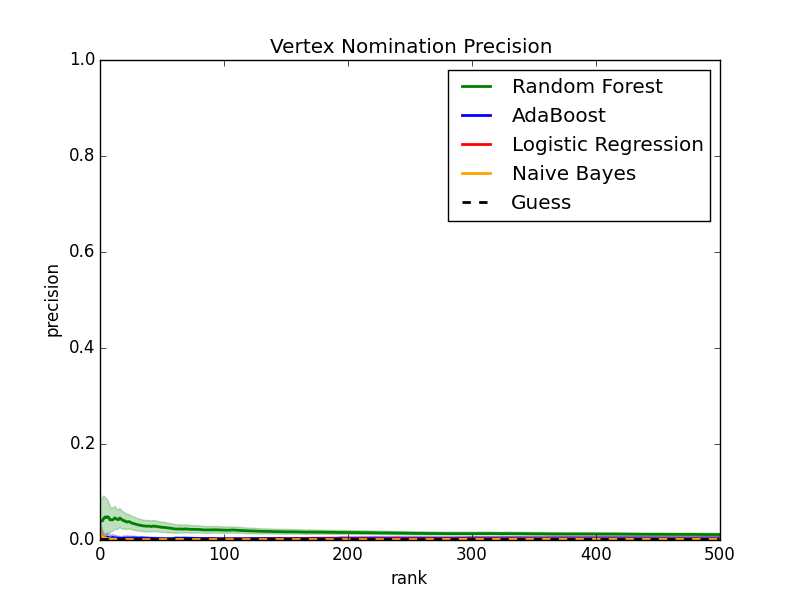 Vertex Nomination Precision
1.0
0.8
0.6
0.4
0.2
0.0
precision
Random Forest
AdaBoost
Logistic Regression
Naive Bayes
Guess
0 100 200 300 400 500
rank